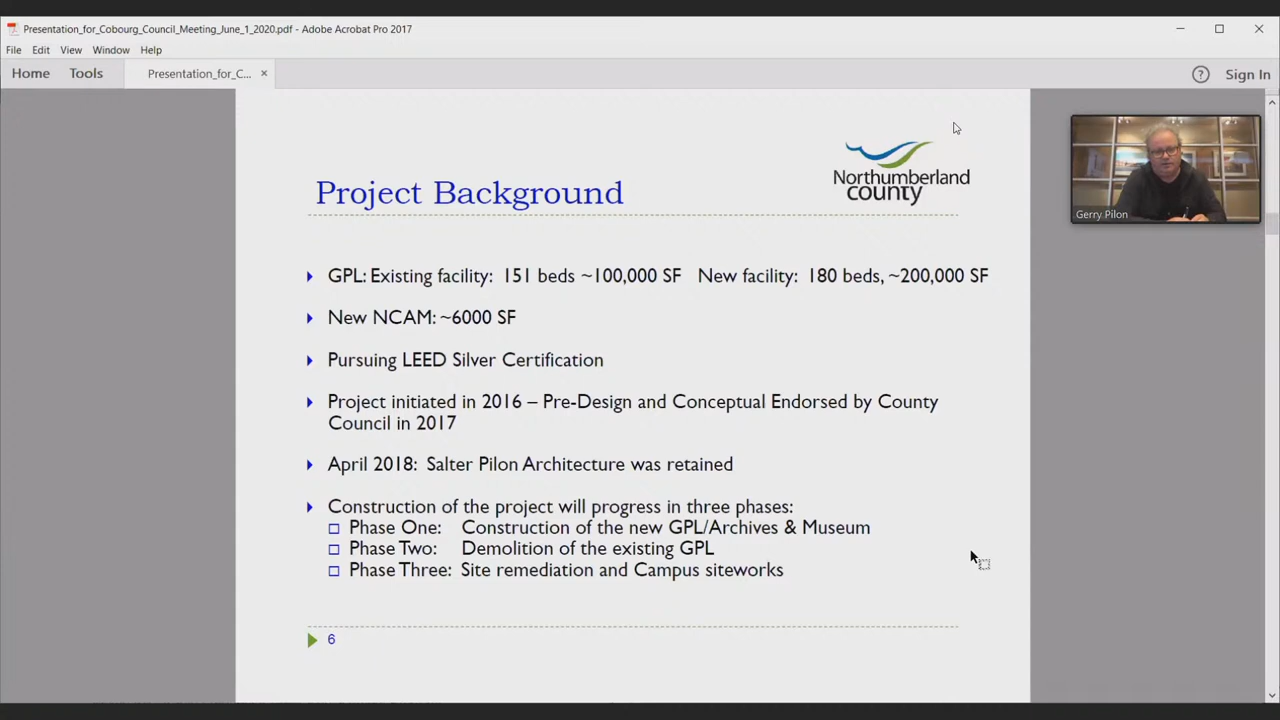 Presentation_for_Cobourg_Council_Meeting_June_1_2020.pdf - Adobe Acrobat Pro 2017
File Edit View Window Help
Home Tools Presentation_for_C... × ? Sign In
Northumberland
county
Project Background
GPL: Existing facility: 151 beds ~100,000 SF New facility: 180 beds, ~200,000 SF
New NCAM: ~6000 SF
Pursuing LEED Silver Certification
Project initiated in 2016 – Pre-Design and Conceptual Endorsed by County
Council in 2017
April 2018: Salter Pilon Architecture was retained
Construction of the project will progress in three phases:
Phase One: Construction of the new GPL/Archives & Museum
Phase Two: Demolition of the existing GPL
Phase Three: Site remediation and Campus siteworks
6
Gerry Pilon